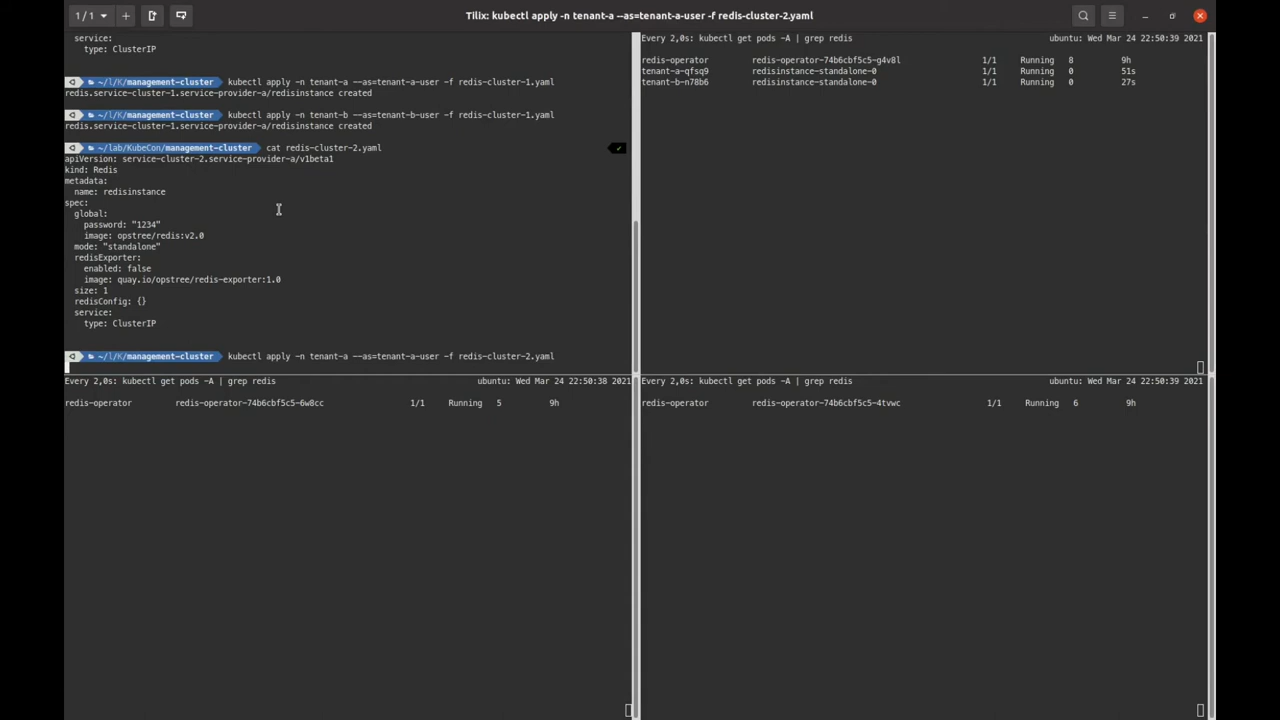 1 / 1
Tilix: kubectl apply -n tenant-a --as=tenant-a-user -f redis-cluster-2.yaml
service:
type: ClusterIP
~/l/K/management-cluster kubectl apply -n tenant-a --as=tenant-a-user -f redis-cluster-1.yaml
redis.service-cluster-1.service-provider-a/redisinstance created
~/l/K/management-cluster kubectl apply -n tenant-b --as=tenant-b-user -f redis-cluster-1.yaml
redis.service-cluster-1.service-provider-a/redisinstance created
~/lab/KubeCon/management-cluster cat redis-cluster-2.yaml
apiVersion: service-cluster-2.service-provider-a/v1beta1
kind: Redis
metadata:
name: redisinstance
spec:
global:
password: "1234"
image: opstree/redis:v2.0
mode: "standalone"
redisExporter:
enabled: false
image: quay.io/opstree/redis-exporter:1.0
size: 1
redisConfig: {}
service:
type: ClusterIP
~/l/K/management-cluster kubectl apply -n tenant-a --as=tenant-a-user -f redis-cluster-2.yaml
Every 2,0s: kubectl get pods -A | grep redis ubuntu: Wed Mar 24 22:50:39 2021
redis-operator redis-operator-74b6cbf5c5-g4v8l 1/1 Running 8 9h
tenant-a-qfsq9 redisinstance-standalone-0 1/1 Running 0 51s
tenant-b-n78b6 redisinstance-standalone-0 1/1 Running 0 27s
Every 2,0s: kubectl get pods -A | grep redis ubuntu: Wed Mar 24 22:50:38 2021
redis-operator redis-operator-74b6cbf5c5-6w8cc 1/1 Running 5 9h
Every 2,0s: kubectl get pods -A | grep redis ubuntu: Wed Mar 24 22:50:39 2021
redis-operator redis-operator-74b6cbf5c5-4tvwc 1/1 Running 6 9h